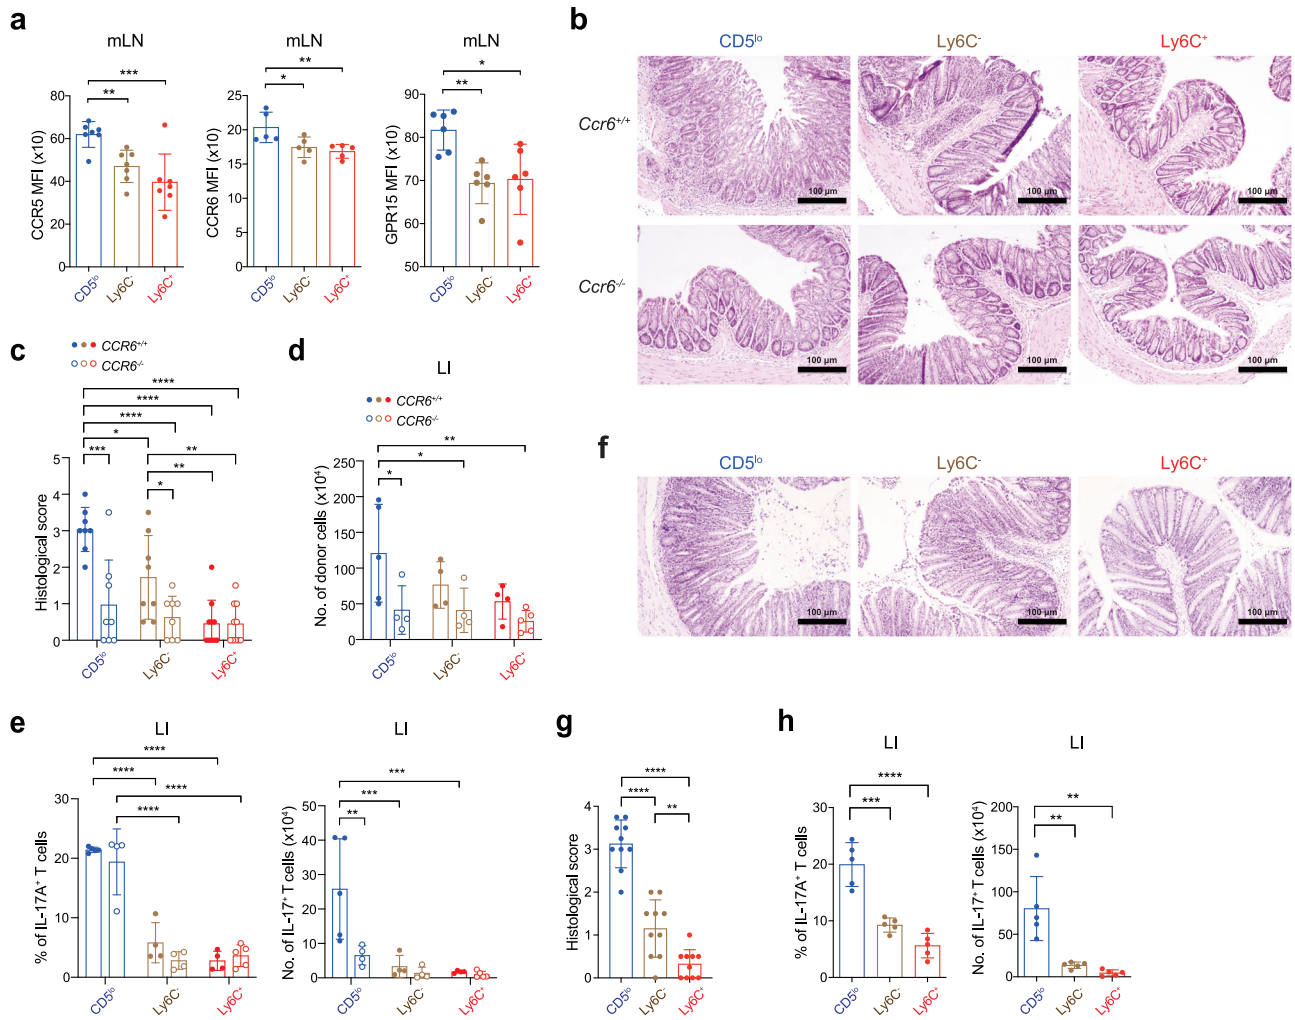 a
mLN
mLN
mLN
***
**
**
*
*
**
CCR5 MFI (x10)
80
60
40
20
0
CD5lo
Ly6C-
Ly6C+
CCR6 MFI (x10)
25
20
15
10
5
0
CD5lo
Ly6C-
Ly6C+
GPR15 MFI (x10)
90
80
70
60
50
CD5lo
Ly6C-
Ly6C+
b
CD5lo
Ly6C-
Ly6C+
Ccr6+/+
100 µm
100 µm
100 µm
Ccr6-/-
100 µm
100 µm
100 µm
c
CCR6+/+
CCR6-/-
****
****
****
*
***
**
**
*
Histological score
5
4
3
2
1
0
CD5lo
Ly6C-
Ly6C+
d
LI
CCR6+/+
CCR6-/-
**
*
*
No. of donor cells (x10⁴)
250
200
150
100
50
0
CD5lo
Ly6C-
Ly6C+
f
CD5lo
Ly6C-
Ly6C+
100 µm
100 µm
100 µm
e
LI
****
****
****
****
% of IL-17A+ T cells
30
20
10
0
CD5lo
Ly6C-
Ly6C+
LI
***
***
**
No. of IL-17+ T cells (x10⁴)
50
40
30
20
10
0
CD5lo
Ly6C-
Ly6C+
g
****
****
**
Histological score
4
3
2
1
0
CD5lo
Ly6C-
Ly6C+
h
LI
****
***
% of IL-17A+ T cells
30
20
10
0
CD5lo
Ly6C-
Ly6C+
LI
**
**
No. of IL-17+ T cells (x10⁴)
200
150
100
50
0
CD5lo
Ly6C-
Ly6C+